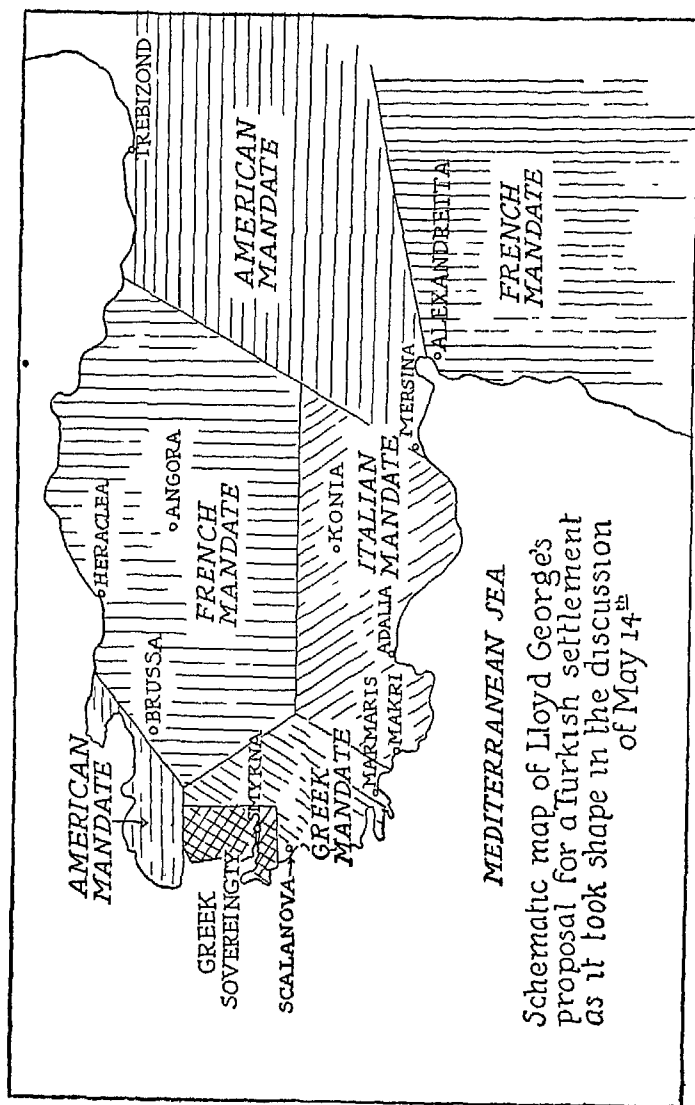 TREBIZOND
AMERICAN
MANDATE
HERACLEA
ANGORA
BRUSSA
FRENCH
MANDATE
AMERICAN
MANDATE
GREEK
SOVEREINGTY
SMYRNA
SCALANOVA
GREEK
MANDATE
KONIA
ITALIAN
MANDATE
MERSINA
ALEXANDRETTA
FRENCH
MANDATE
ADALIA
MARMARIS
MAKRI
MEDITERRANEAN SEA
Schematic map of Lloyd George's
proposal for a Turkish settlement
as it took shape in the discussion
of May 14th